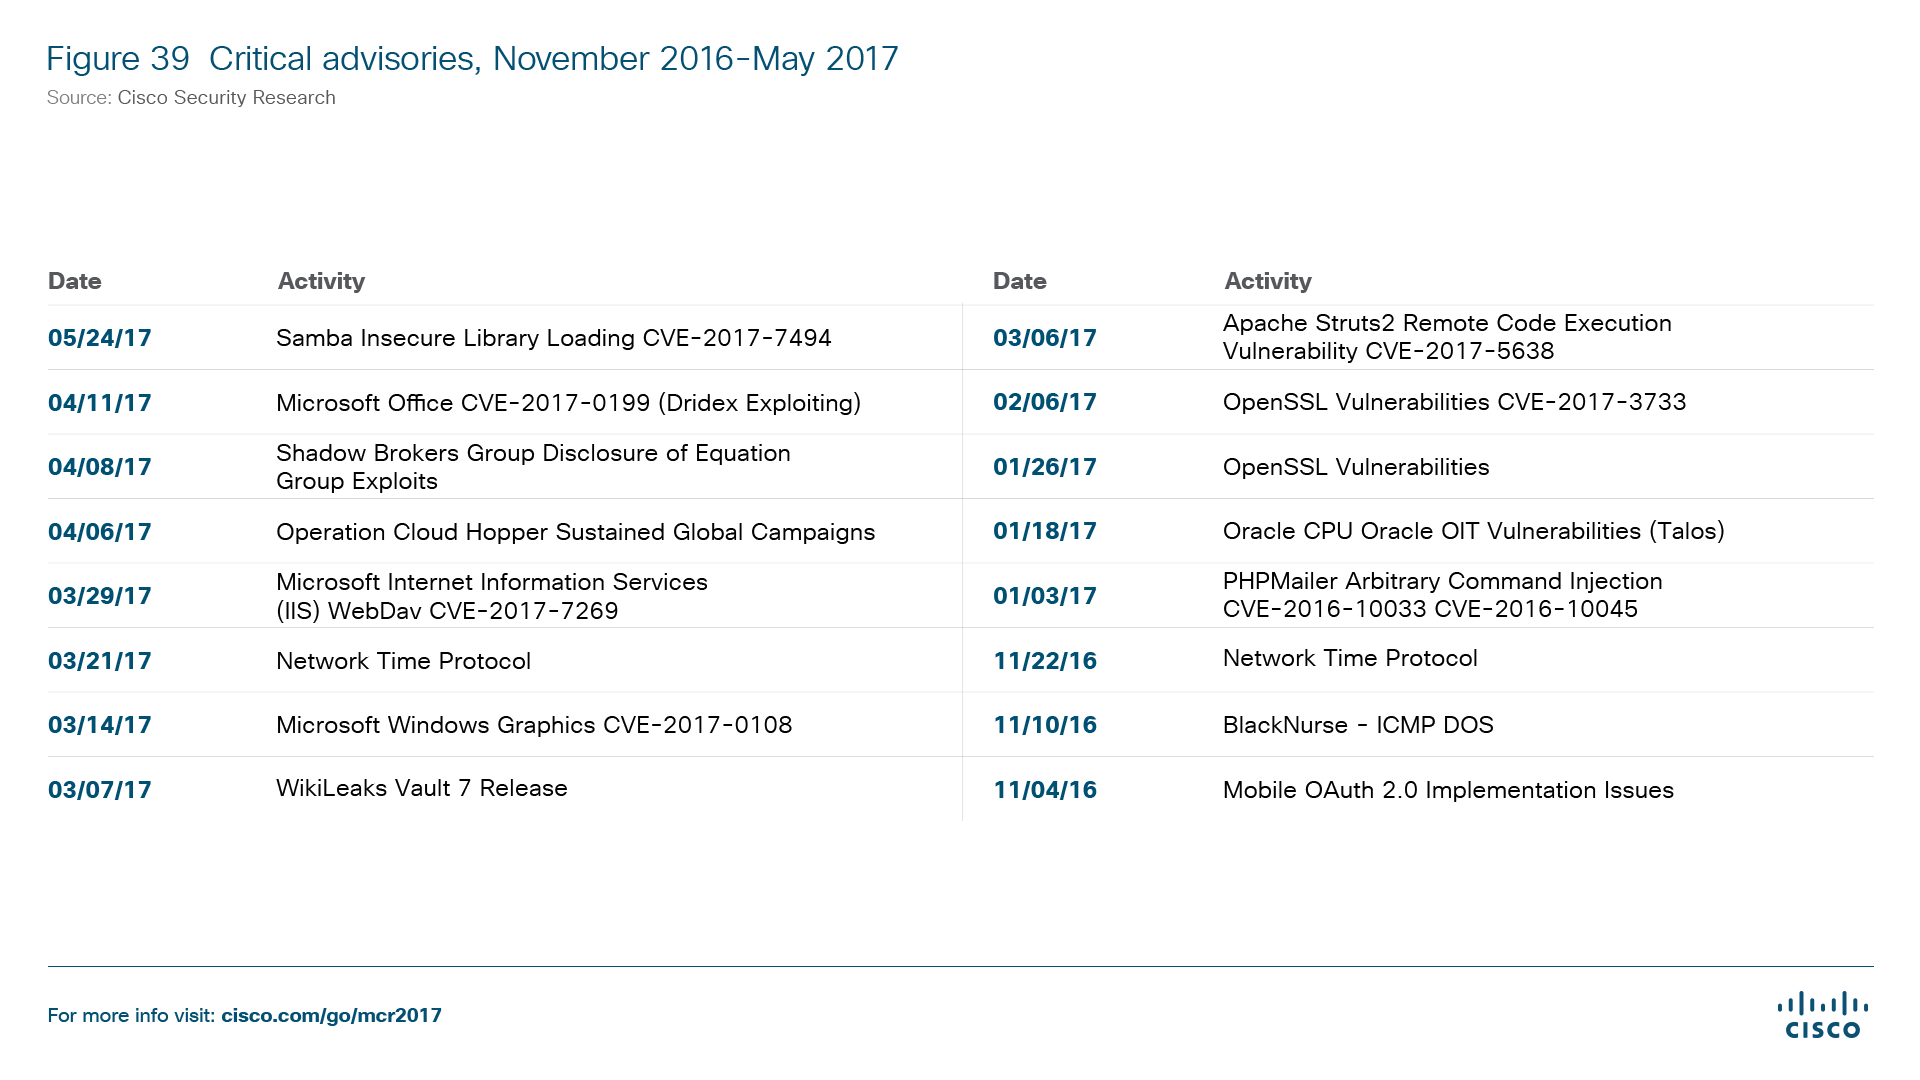 Figure 39  Critical advisories, November 2016-May 2017
Source: Cisco Security Research
Date Activity
05/24/17 Samba Insecure Library Loading CVE-2017-7494
04/11/17 Microsoft Office CVE-2017-0199 (Dridex Exploiting)
04/08/17 Shadow Brokers Group Disclosure of Equation
Group Exploits
04/06/17 Operation Cloud Hopper Sustained Global Campaigns
03/29/17 Microsoft Internet Information Services
(IIS) WebDav CVE-2017-7269
03/21/17 Network Time Protocol
03/14/17 Microsoft Windows Graphics CVE-2017-0108
03/07/17 WikiLeaks Vault 7 Release
Date Activity
03/06/17 Apache Struts2 Remote Code Execution
Vulnerability CVE-2017-5638
02/06/17 OpenSSL Vulnerabilities CVE-2017-3733
01/26/17 OpenSSL Vulnerabilities
01/18/17 Oracle CPU Oracle OIT Vulnerabilities (Talos)
01/03/17 PHPMailer Arbitrary Command Injection
CVE-2016-10033 CVE-2016-10045
11/22/16 Network Time Protocol
11/10/16 BlackNurse - ICMP DOS
11/04/16 Mobile OAuth 2.0 Implementation Issues
For more info visit: cisco.com/go/mcr2017
CISCO